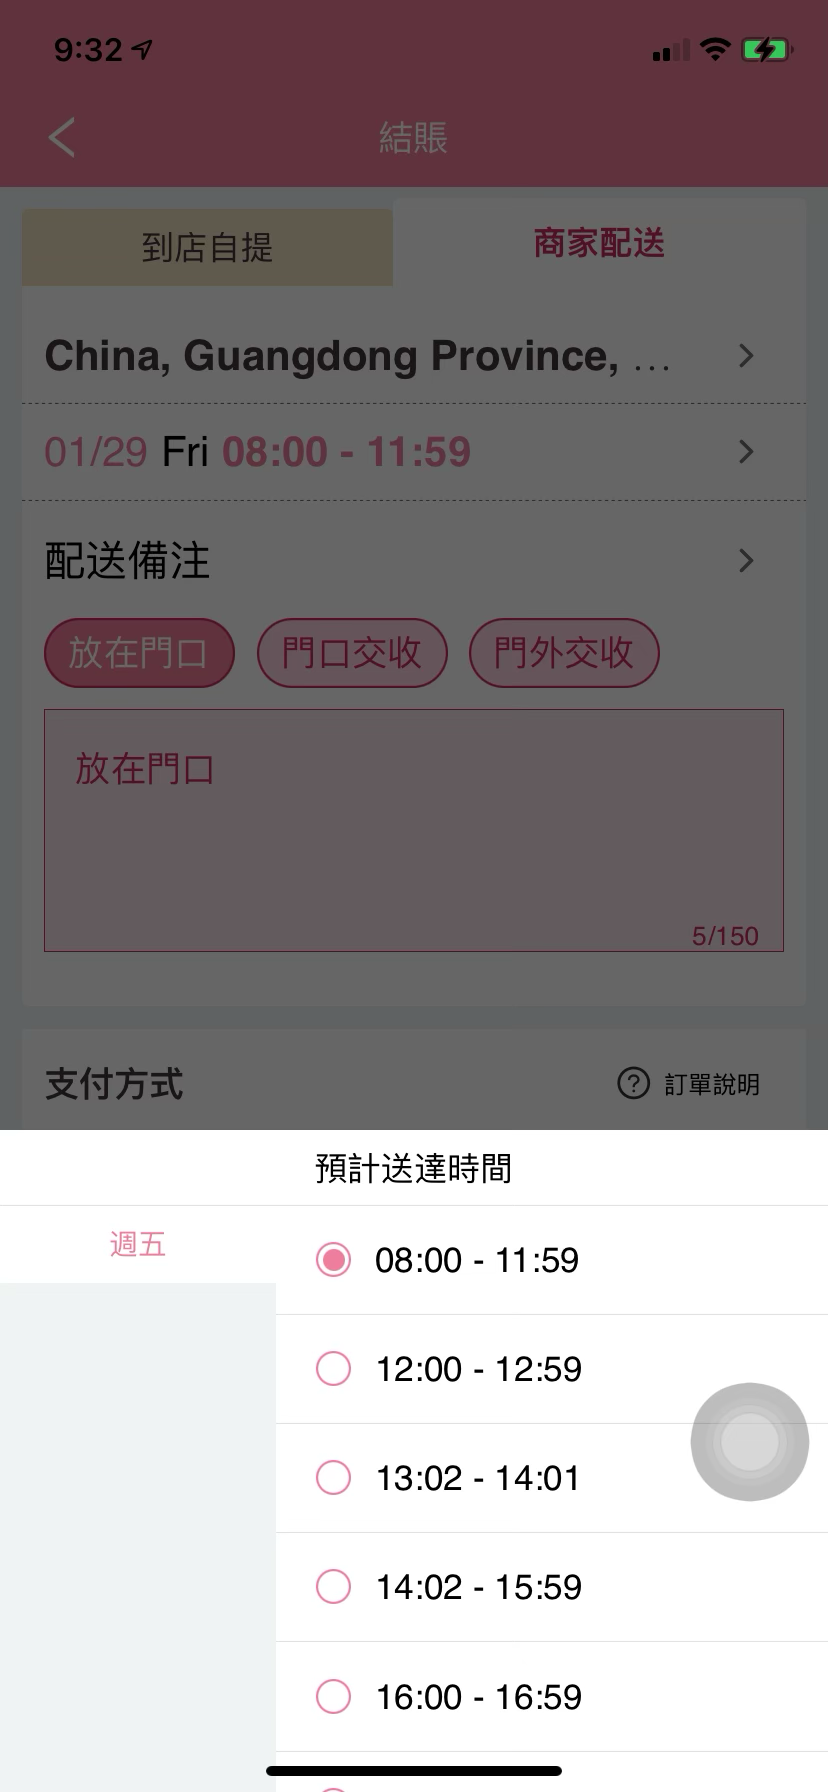 9:32
結賬
到店自提
商家配送
China, Guangdong Province, ...
01/29 Fri 08:00 - 11:59
配送備注
放在門口
門口交收
門外交收
放在門口
5/150
支付方式
? 訂單說明
預計送達時間
週五
08:00 - 11:59
12:00 - 12:59
13:02 - 14:01
14:02 - 15:59
16:00 - 16:59